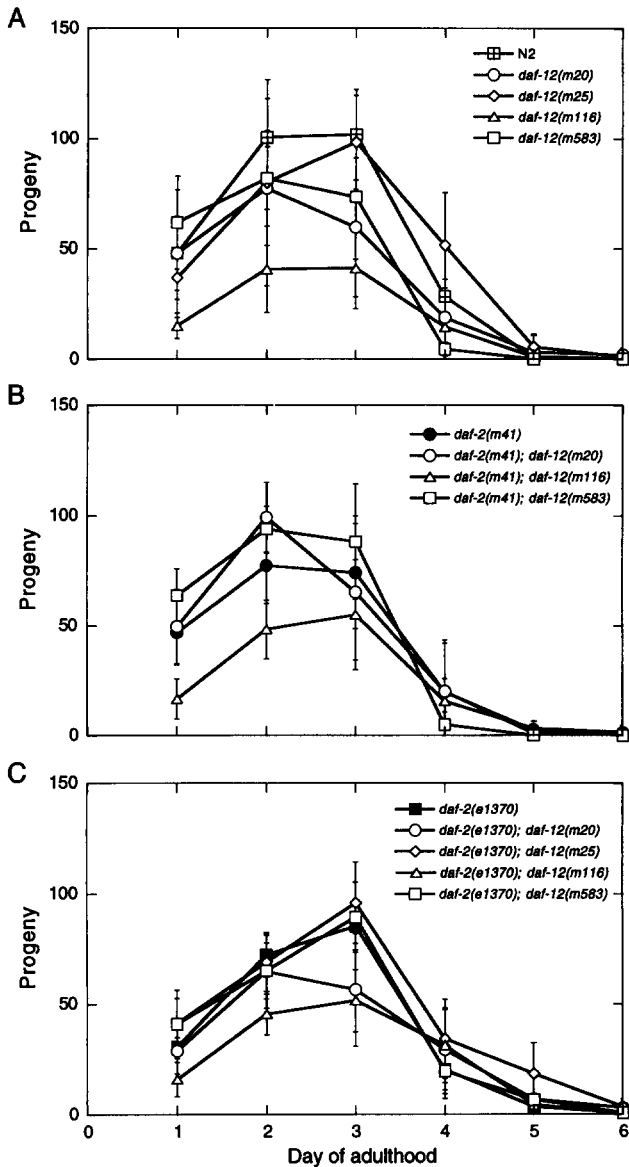 A
150
100
50
0
Progeny
N2
daf-12(m20)
daf-12(m25)
daf-12(m116)
daf-12(m583)
B
150
100
50
0
Progeny
daf-2(m41)
daf-2(m41); daf-12(m20)
daf-2(m41); daf-12(m116)
daf-2(m41); daf-12(m583)
C
150
100
50
0
Progeny
daf-2(e1370)
daf-2(e1370); daf-12(m20)
daf-2(e1370); daf-12(m25)
daf-2(e1370); daf-12(m116)
daf-2(e1370); daf-12(m583)
0 1 2 3 4 5 6
Day of adulthood